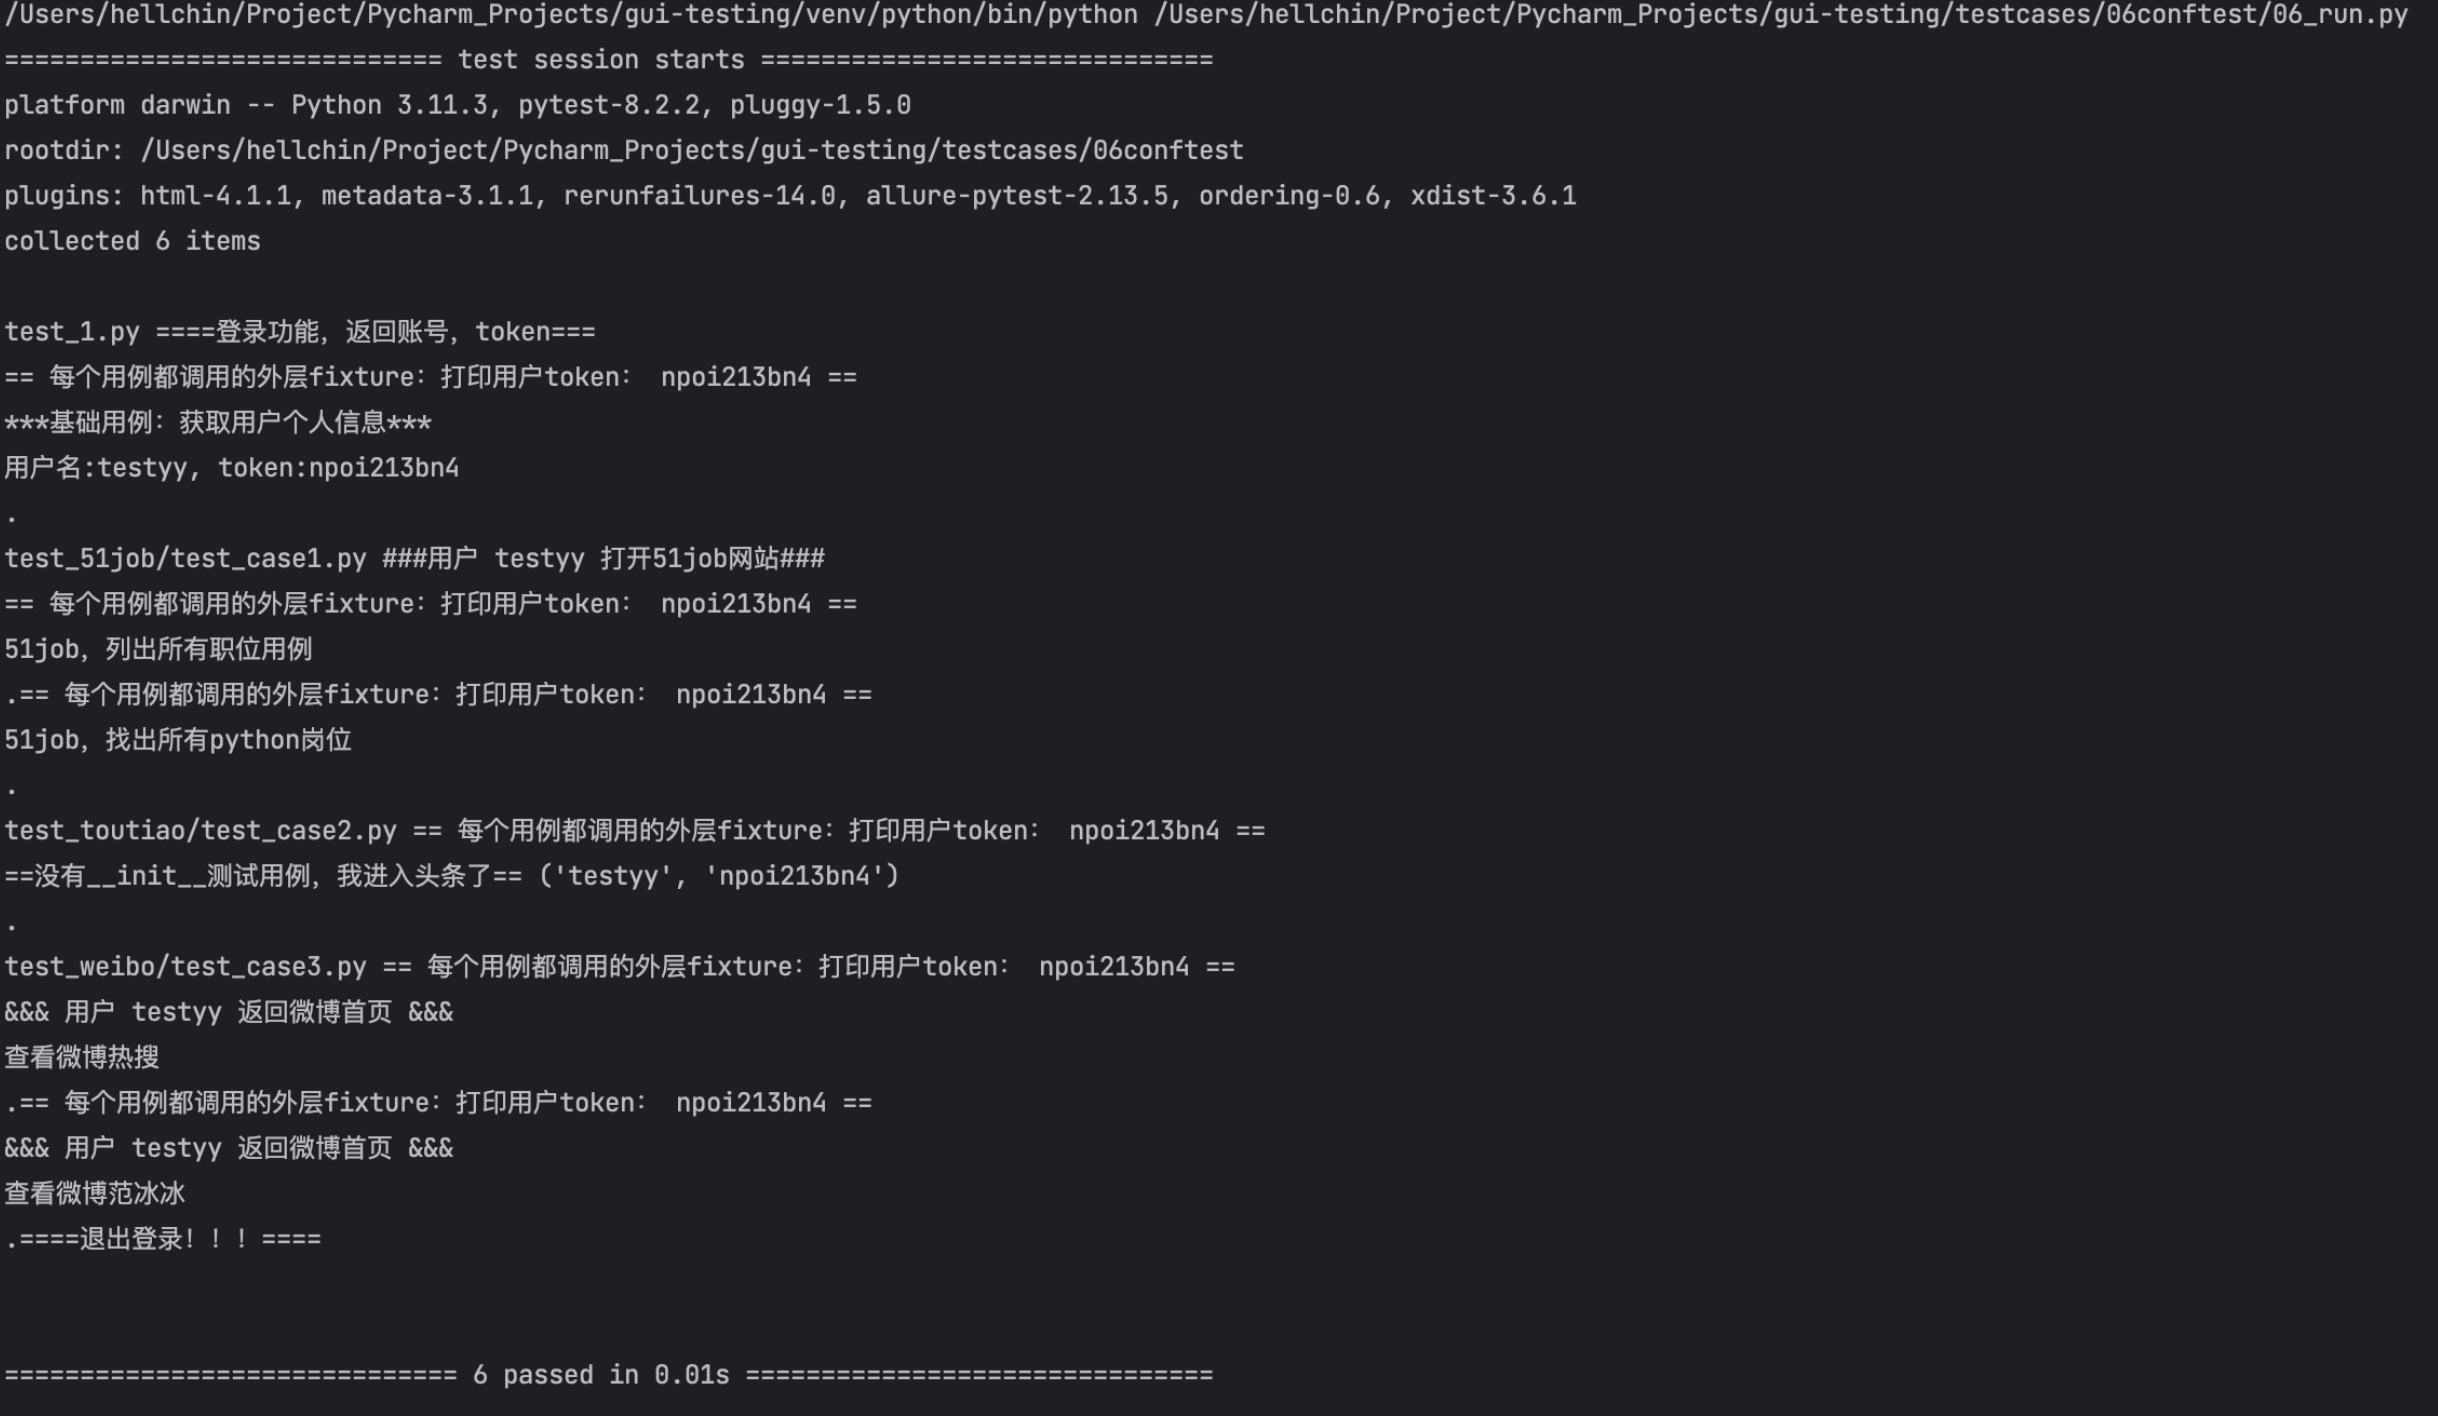 /Users/hellchin/Project/Pycharm_Projects/gui-testing/venv/python/bin/python /Users/hellchin/Project/Pycharm_Projects/gui-testing/testcases/06conftest/06_run.py
============================= test session starts ==============================
platform darwin -- Python 3.11.3, pytest-8.2.2, pluggy-1.5.0
rootdir: /Users/hellchin/Project/Pycharm_Projects/gui-testing/testcases/06conftest
plugins: html-4.1.1, metadata-3.1.1, rerunfailures-14.0, allure-pytest-2.13.5, ordering-0.6, xdist-3.6.1
collected 6 items
test_1.py ====登录功能，返回账号，token===
== 每个用例都调用的外层fixture：打印用户token： npoi213bn4 ==
***基础用例：获取用户个人信息***
用户名:testyy, token:npoi213bn4
.
test_51job/test_case1.py ###用户 testyy 打开51job网站###
== 每个用例都调用的外层fixture：打印用户token： npoi213bn4 ==
51job，列出所有职位用例
.== 每个用例都调用的外层fixture：打印用户token： npoi213bn4 ==
51job，找出所有python岗位
.
test_toutiao/test_case2.py == 每个用例都调用的外层fixture：打印用户token： npoi213bn4 ==
==没有__init__测试用例，我进入头条了== ('testyy', 'npoi213bn4')
.
test_weibo/test_case3.py == 每个用例都调用的外层fixture：打印用户token： npoi213bn4 ==
&&& 用户 testyy 返回微博首页 &&&
查看微博热搜
.== 每个用例都调用的外层fixture：打印用户token： npoi213bn4 ==
&&& 用户 testyy 返回微博首页 &&&
查看微博范冰冰
.====退出登录！！！====
============================== 6 passed in 0.01s ===============================